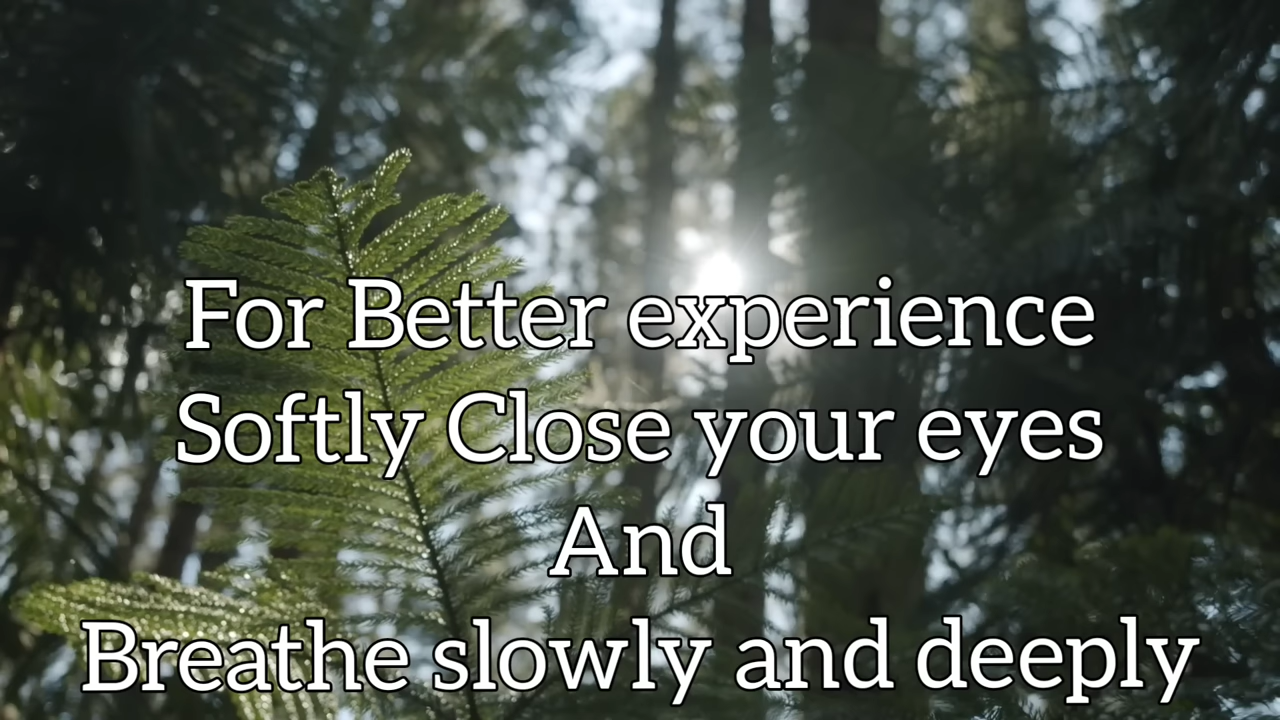 For Better experience
Softly Close your eyes
And
Breathe slowly and deeply